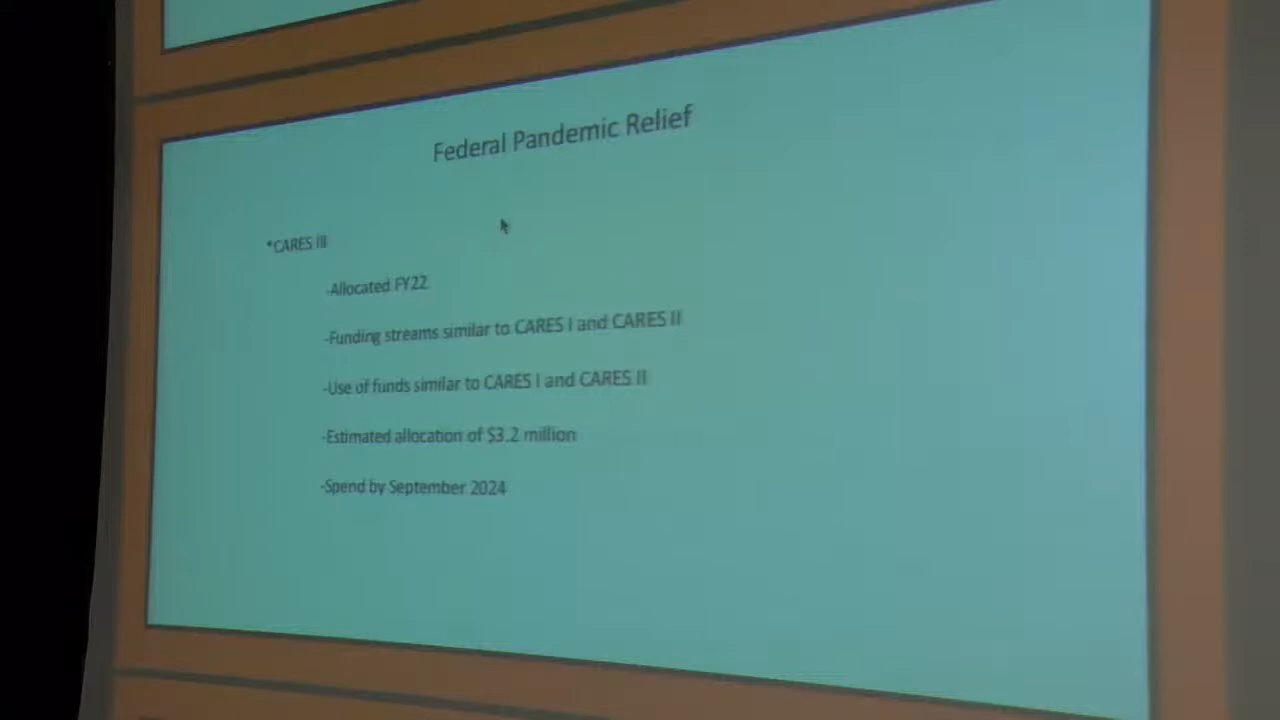 Federal Pandemic Relief
*CARES III
-Allocated FY22
-Funding streams similar to CARES I and CARES II
-Use of funds similar to CARES I and CARES II
-Estimated allocation of $3.2 million
-Spend by September 2024